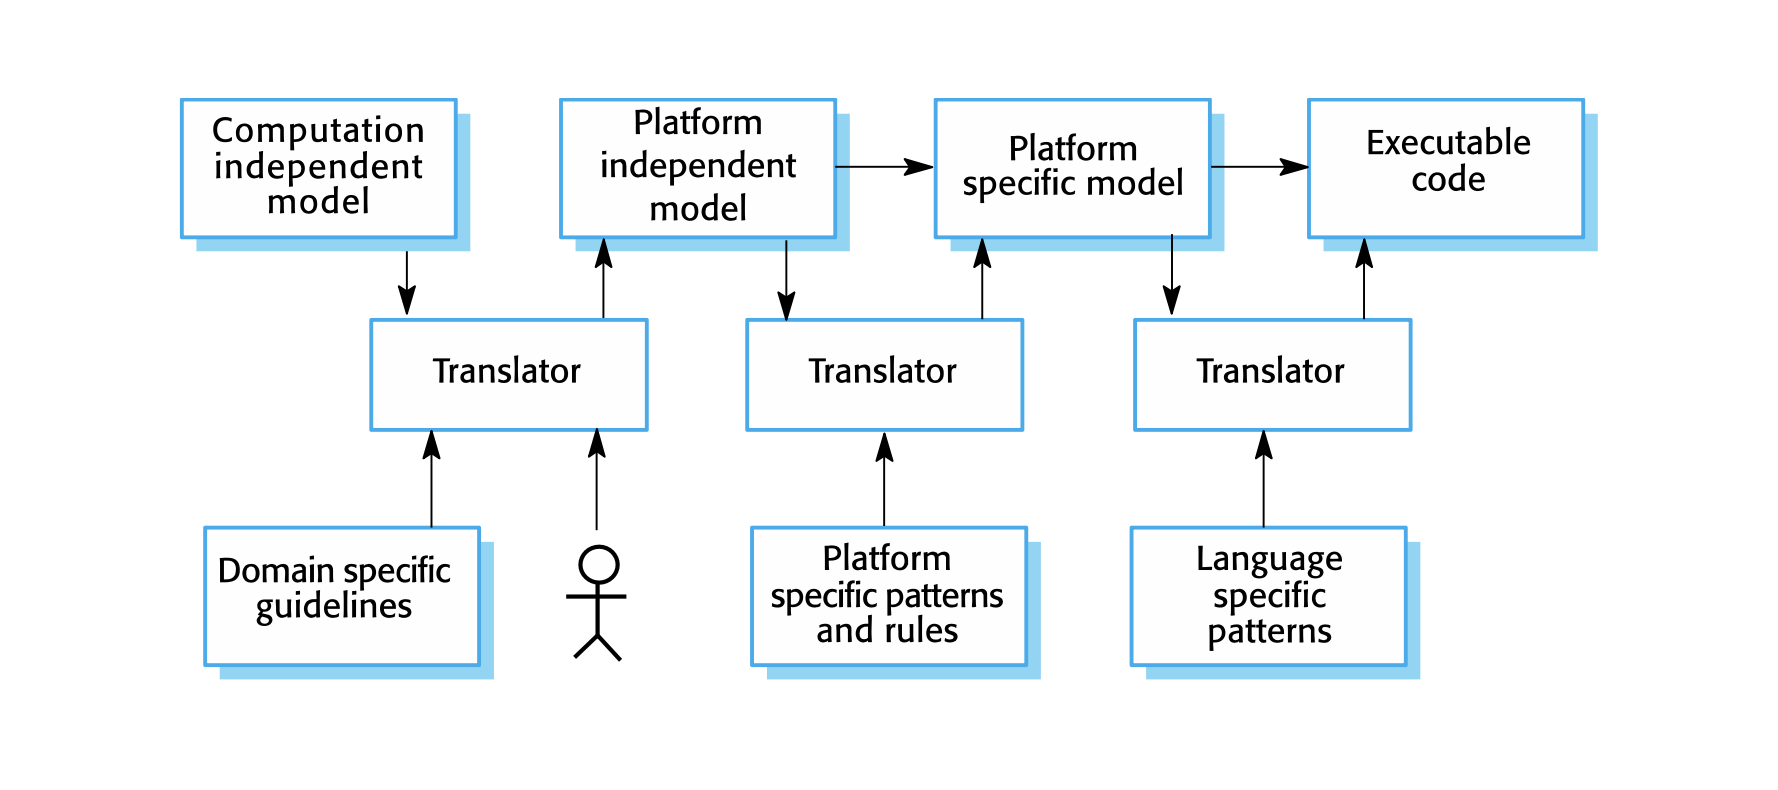 Computation
independent
model
Platform
independent
model
Platform
specific model
Executable
code
Translator
Translator
Translator
Domain specific
guidelines
Platform
specific patterns
and rules
Language
specific
patterns